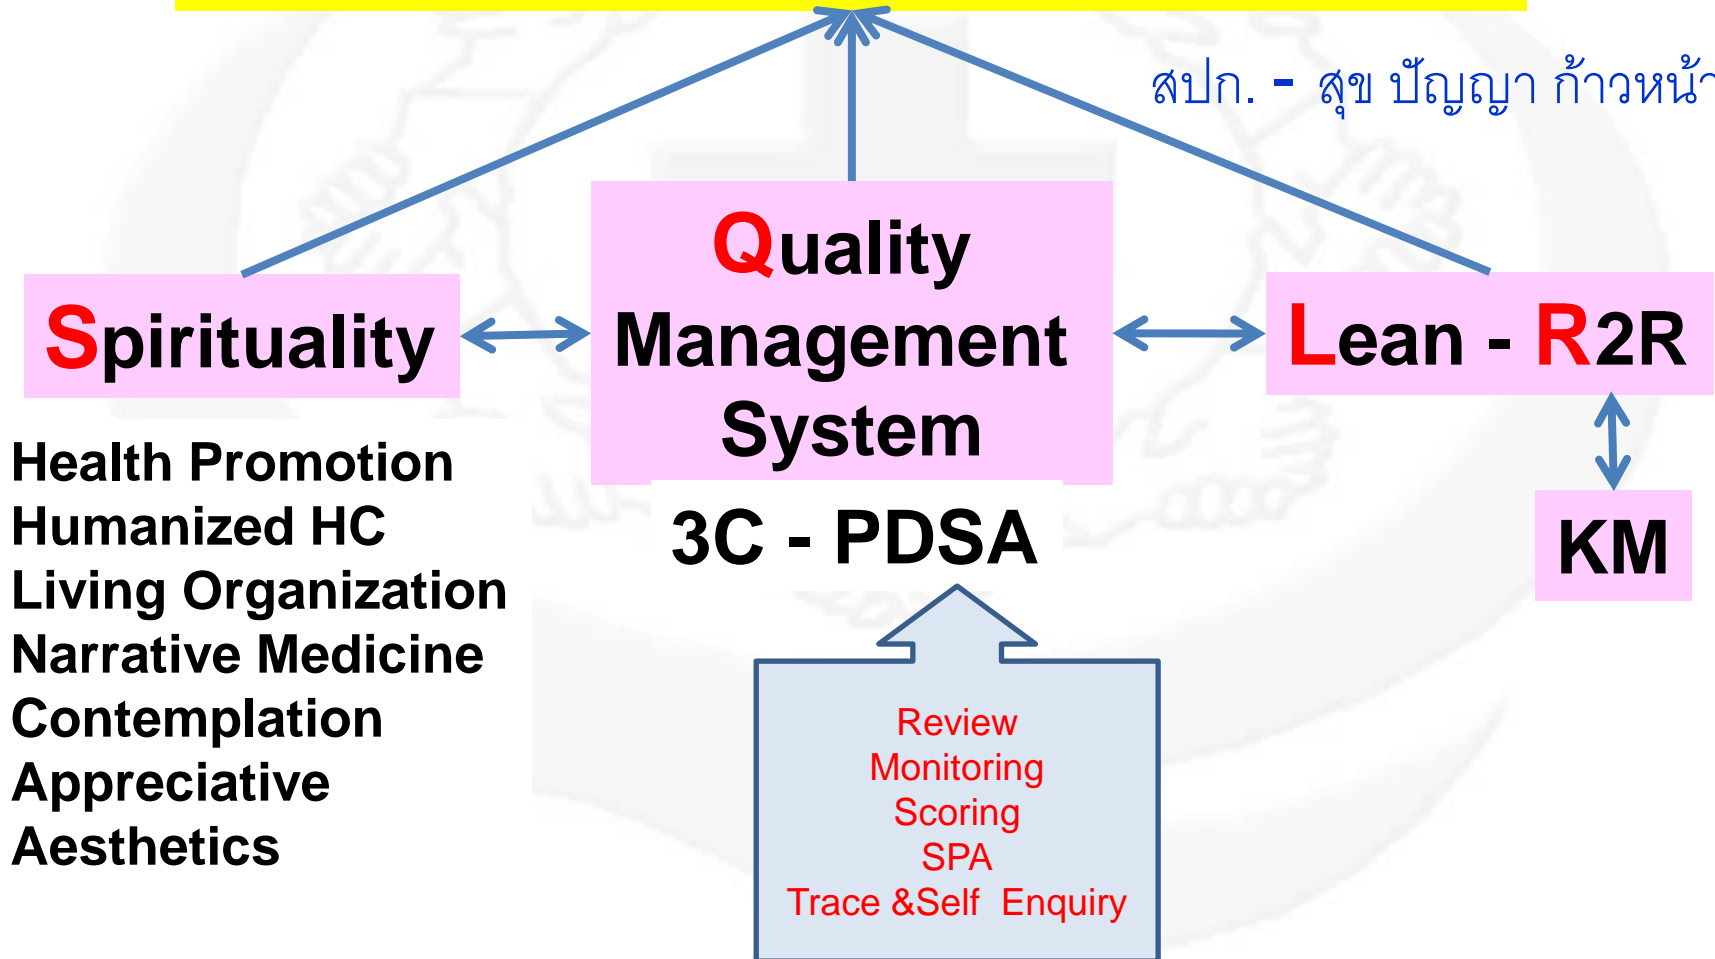 สปก. - สุข ปัญญา ก้าวหน้า
Quality
Management
System
Spirituality
Lean - R2R
Health Promotion
Humanized HC
Living Organization
Narrative Medicine
Contemplation
Appreciative
Aesthetics
3C - PDSA
KM
Review
Monitoring
Scoring
SPA
Trace &Self  Enquiry